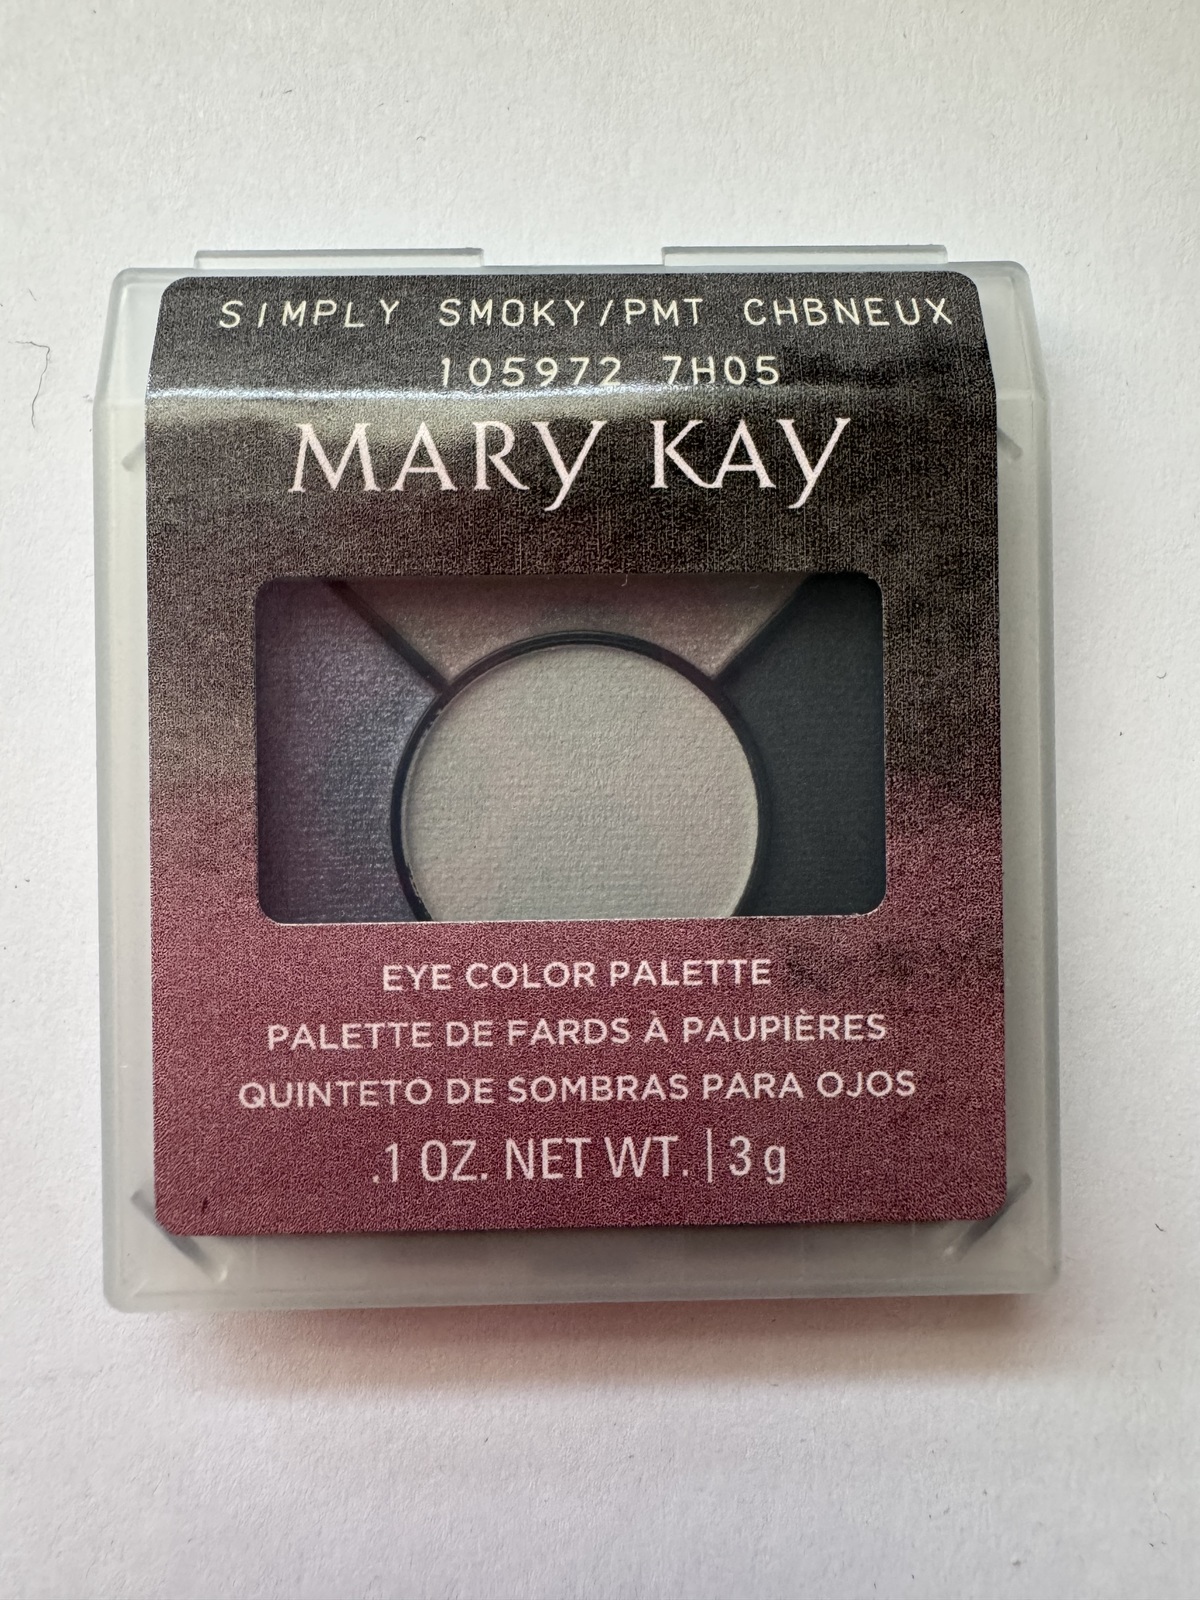 SIMPLY SMOKY/PMT CHBNEUX
105972 7H05
MARY KAY
EYE COLOR PALETTE
PALETTE DE FARDS À PAUPIÈRES
QUINTETO DE SOMBRAS PARA OJOS
.1 OZ. NET WT. | 3 g